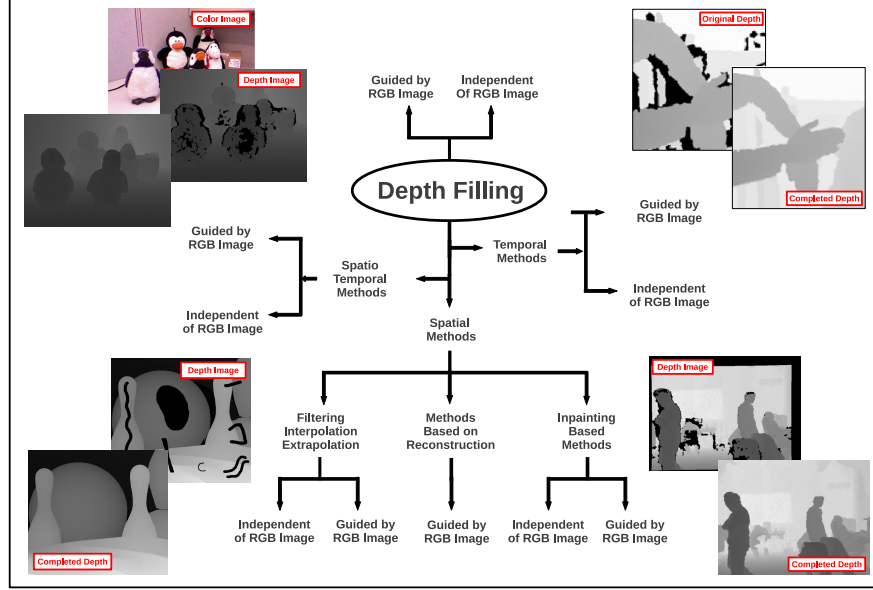 Color Image
Original Depth
Depth Image
Guided by
RGB Image
Independent
Of RGB Image
Depth Filling
Completed Depth
Guided by
RGB Image
Guided by
RGB Image
Temporal
Methods
Spatio
Temporal
Methods
Independent
of RGB Image
Independent
of RGB Image
Spatial
Methods
Depth Image
Depth Image
Filtering
Interpolation
Extrapolation
Methods
Based on
Reconstruction
Inpainting
Based
Methods
Independent
of RGB Image
Guided by
RGB Image
Guided by
RGB Image
Independent
of RGB Image
Guided by
RGB Image
Completed Depth
Completed Depth